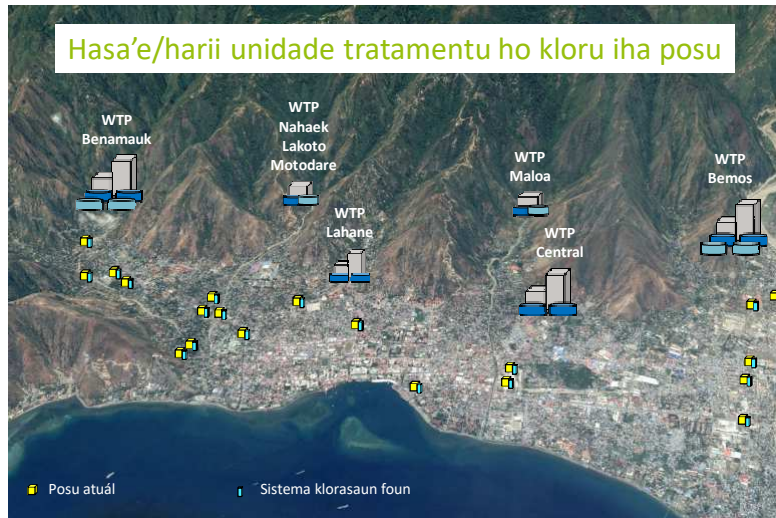 Hasa'e/harii unidade tratamentu ho kloru iha posu
WTP
Benamauk
WTP
Nahaek
Lakoto
Motodare
WTP
Lahane
WTP
Maloa
WTP
Central
WTP
Bemos
Posu atuál
Sistema klorasaun foun